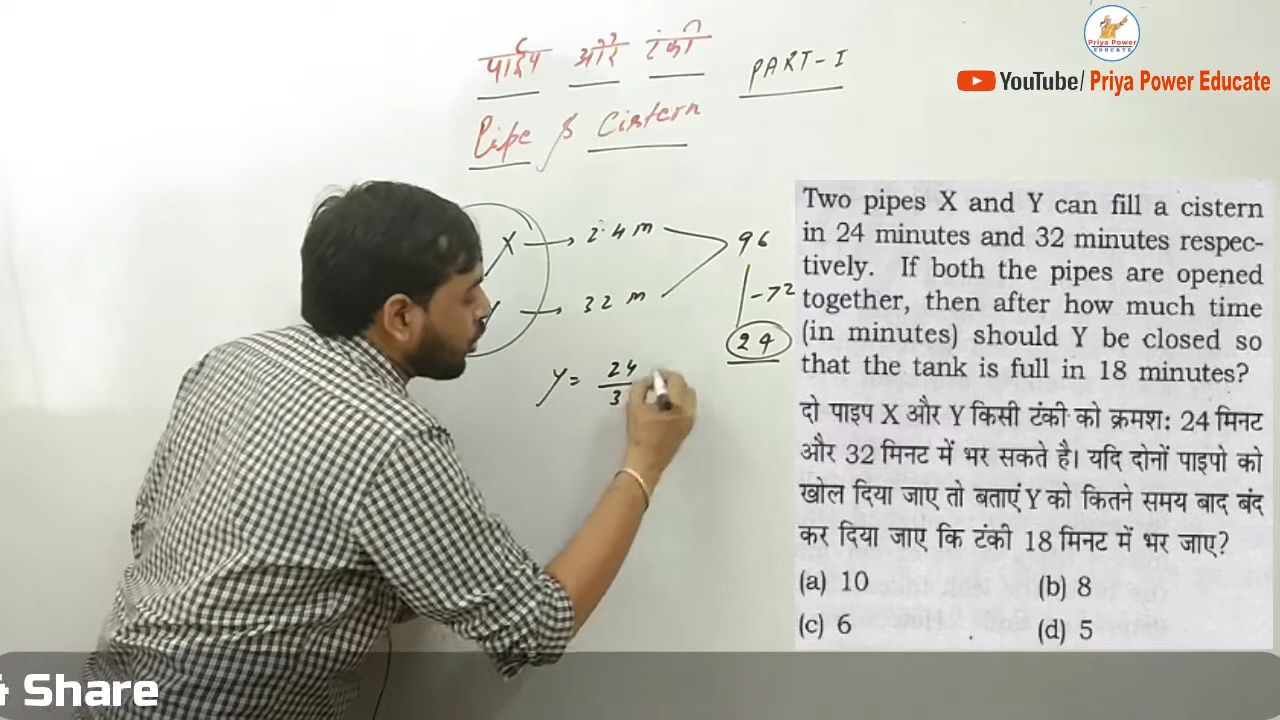 पाईप और टंकी PART-I
Pipe & Cistern
Priya Power
EDUCATE
YouTube/ Priya Power Educate
X → 24 m 96
→ 32 m -72
24
y = 24
3
Two pipes X and Y can fill a cistern
in 24 minutes and 32 minutes respec-
tively. If both the pipes are opened
together, then after how much time
(in minutes) should Y be closed so
that the tank is full in 18 minutes?
दो पाइप X और Y किसी टंकी को क्रमश: 24 मिनट
और 32 मिनट में भर सकते है। यदि दोनों पाइपो को
खोल दिया जाए तो बताएं Y को कितने समय बाद बंद
कर दिया जाए कि टंकी 18 मिनट में भर जाए?
(a) 10 (b) 8
(c) 6 (d) 5
& Share